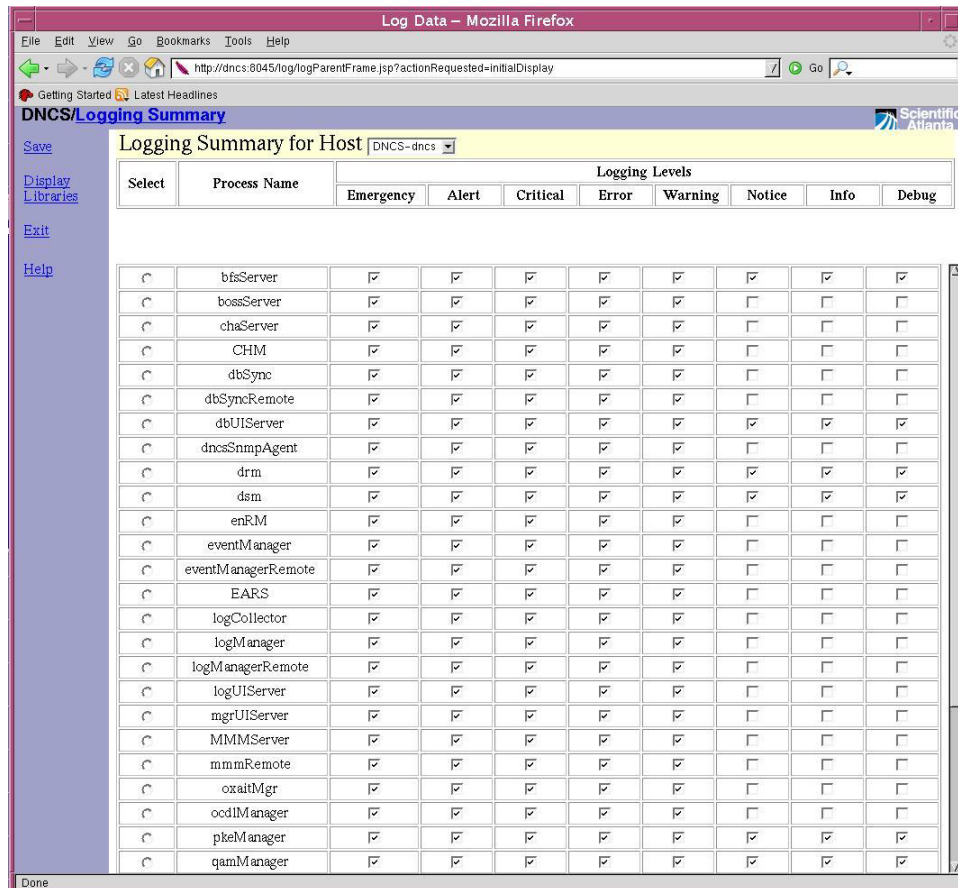 Log Data – Mozilla Firefox
File Edit View Go Bookmarks Tools Help
http://dncs:8045/log/logParentFrame.jsp?actionRequested=initialDisplay
Go
Getting Started Latest Headlines
DNCS/Logging Summary
Scientific Atlanta
Save
Display Libraries
Exit
Help
Logging Summary for Host DNCS-dncs
Select Process Name Logging Levels
Emergency Alert Critical Error Warning Notice Info Debug
bfsServer
bossServer
chaServer
CHM
dbSync
dbSyncRemote
dbUIServer
dncsSnmpAgent
drm
dsm
enRM
eventManager
eventManagerRemote
EARS
logCollector
logManager
logManagerRemote
logUIServer
mgrUIServer
MMMServer
mmmRemote
oxaitMgr
ocdlManager
pkeManager
qamManager
Done